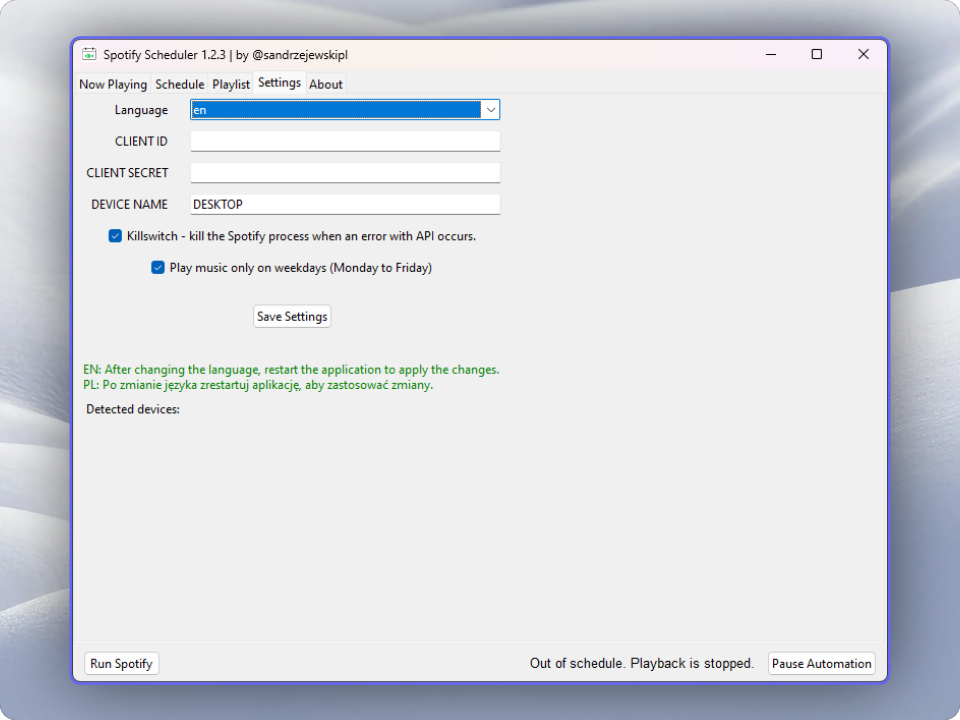 Spotify Scheduler 1.2.3 | by @sandrzejewskipl
Now Playing Schedule Playlist Settings About
Language en
CLIENT ID
CLIENT SECRET
DEVICE NAME DESKTOP
Killswitch - kill the Spotify process when an error with API occurs.
Play music only on weekdays (Monday to Friday)
Save Settings
EN: After changing the language, restart the application to apply the changes.
PL: Po zmianie języka zrestartuj aplikację, aby zastosować zmiany.
Detected devices:
Run Spotify Out of schedule. Playback is stopped. Pause Automation